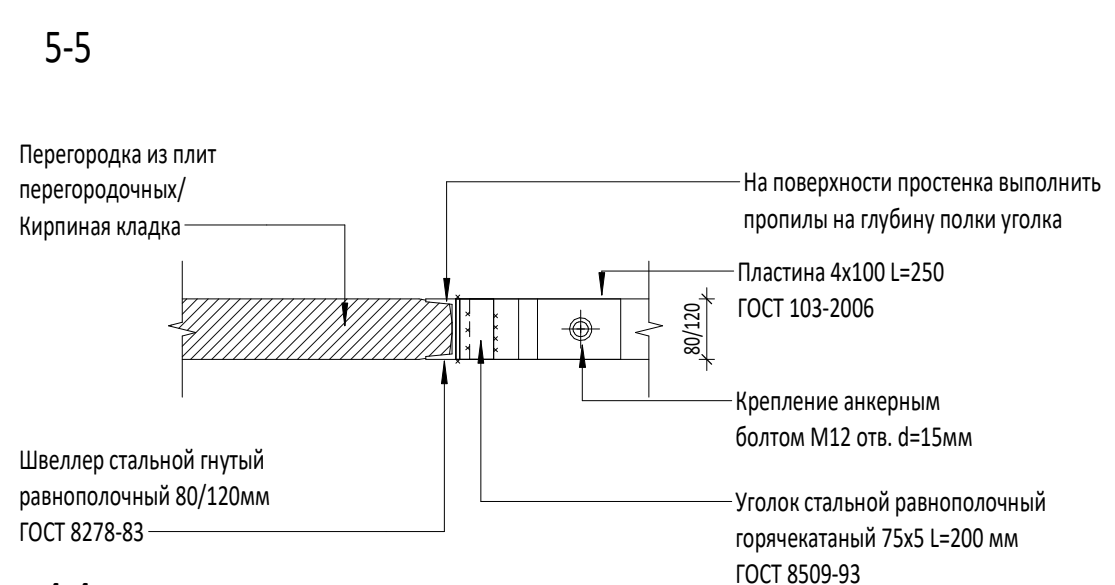 5-5
Перегородка из плит
перегородочных/
Кирпиная кладка
На поверхности простенка выполнить
пропилы на глубину полки уголка
Пластина 4х100 L=250
ГОСТ 103-2006
80/120
Крепление анкерным
болтом М12 отв. d=15мм
Швеллер стальной гнутый
равнополочный 80/120мм
ГОСТ 8278-83
Уголок стальной равнополочный
горячекатаный 75х5 L=200 мм
ГОСТ 8509-93